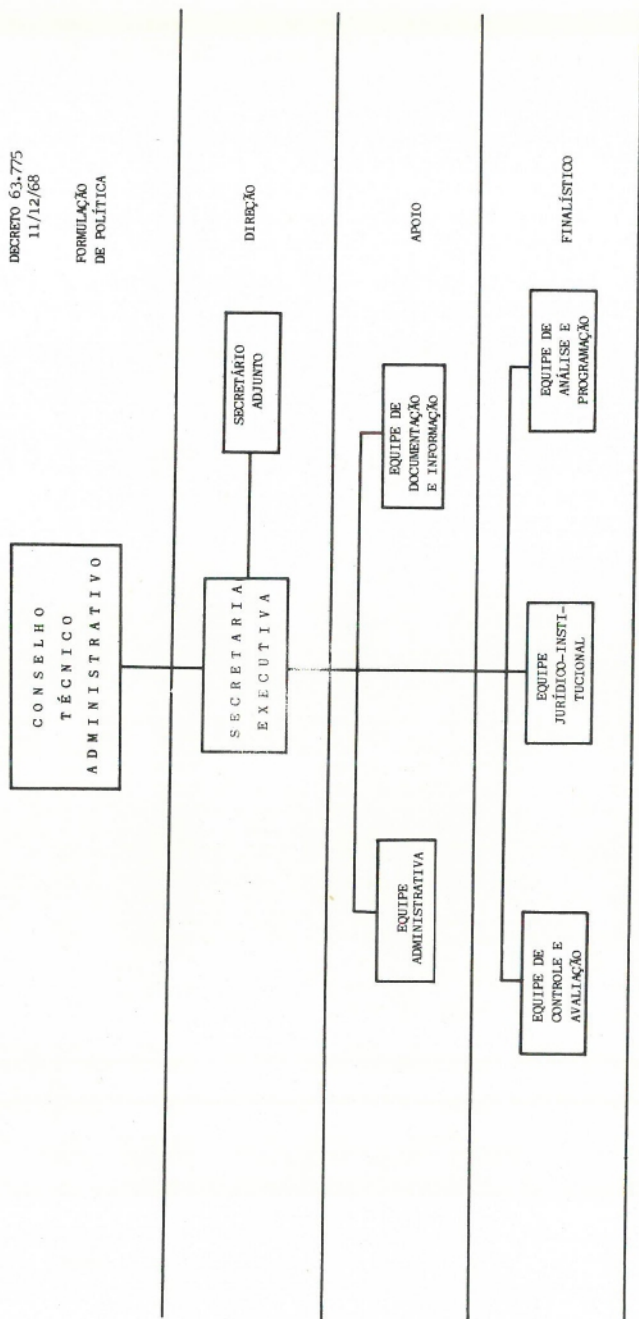 DECRETO 63.775
11/12/68
FORMULAÇÃO
DE POLÍTICA
CONSELHO
TÉCNICO
ADMINISTRATIVO
DIREÇÃO
SECRETARIA
EXECUTIVA
SECRETÁRIO
ADJUNTO
APOIO
EQUIPE
ADMINISTRATIVA
EQUIPE DE
DOCUMENTAÇÃO
E INFORMAÇÃO
FINALÍSTICO
EQUIPE DE
CONTROLE E
AVALIAÇÃO
EQUIPE
JURÍDICO-INSTI-
TUCIONAL
EQUIPE DE
ANÁLISE E
PROGRAMAÇÃO